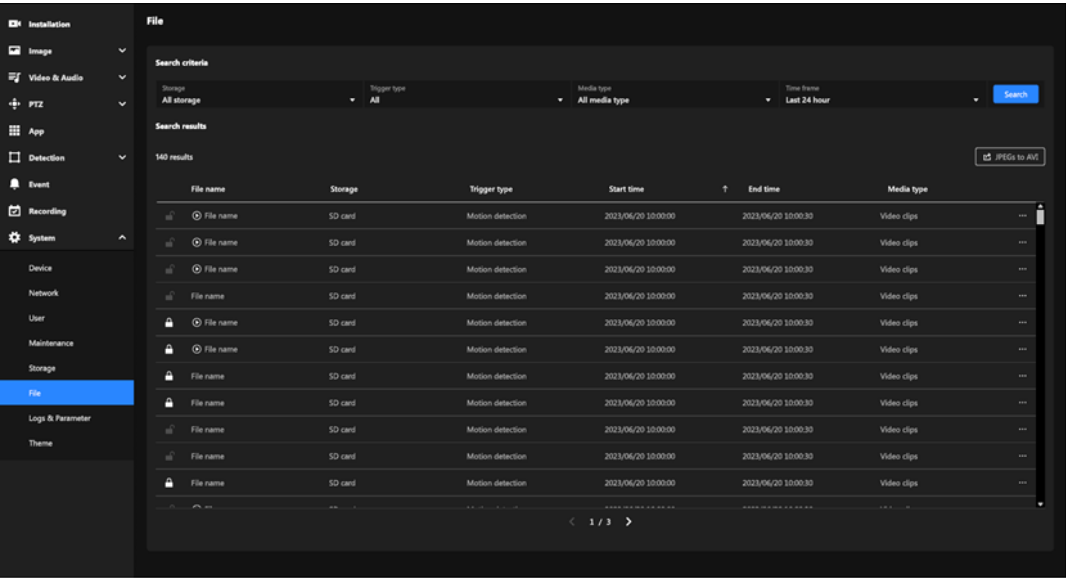 Installation
Image
Video & Audio
PTZ
App
Detection
Event
Recording
System
Device
Network
User
Maintenance
Storage
File
Logs & Parameter
Theme
File
Search criteria
Storage Trigger type Media type Time frame
All storage All All media type Last 24 hour Search
Search results
140 results JPEGs to AVI
File name Storage Trigger type Start time End time Media type
File name SD card Motion detection 2023/06/20 10:00:00 2023/06/20 10:00:30 Video clips
File name SD card Motion detection 2023/06/20 10:00:00 2023/06/20 10:00:30 Video clips
File name SD card Motion detection 2023/06/20 10:00:00 2023/06/20 10:00:30 Video clips
File name SD card Motion detection 2023/06/20 10:00:00 2023/06/20 10:00:30 Video clips
File name SD card Motion detection 2023/06/20 10:00:00 2023/06/20 10:00:30 Video clips
File name SD card Motion detection 2023/06/20 10:00:00 2023/06/20 10:00:30 Video clips
File name SD card Motion detection 2023/06/20 10:00:00 2023/06/20 10:00:30 Video clips
File name SD card Motion detection 2023/06/20 10:00:00 2023/06/20 10:00:30 Video clips
File name SD card Motion detection 2023/06/20 10:00:00 2023/06/20 10:00:30 Video clips
File name SD card Motion detection 2023/06/20 10:00:00 2023/06/20 10:00:30 Video clips
File name SD card Motion detection 2023/06/20 10:00:00 2023/06/20 10:00:30 Video clips
1 / 3